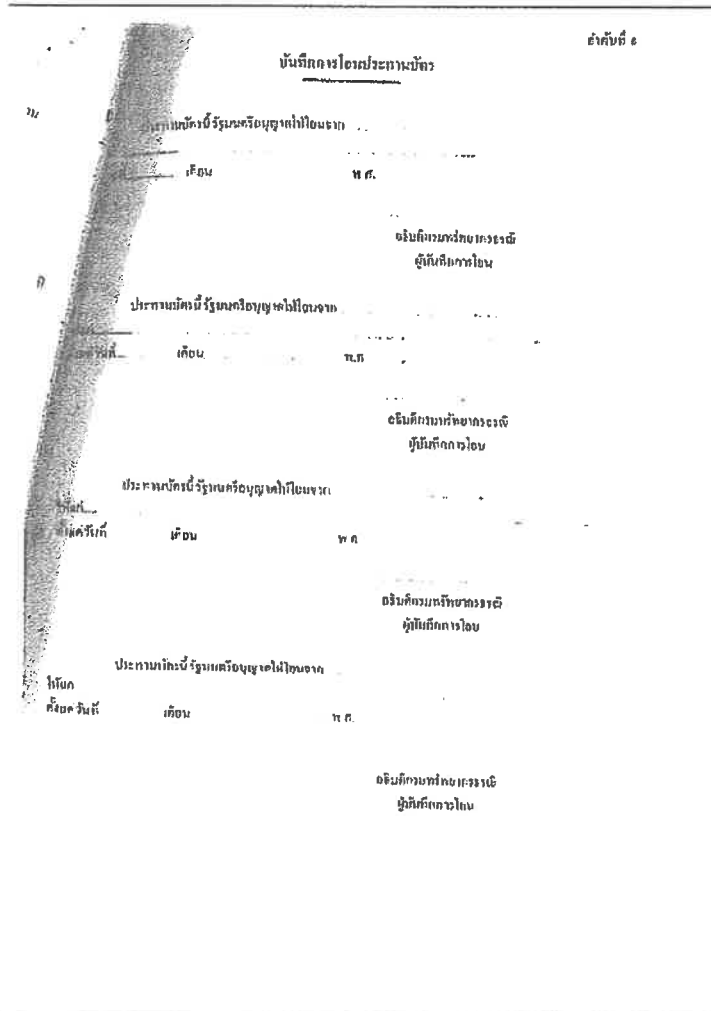 ลำดับที่ ๕
บันทึกการโอนประทานบัตร
ประทานบัตรนี้รัฐมนตรีอนุญาตให้โอนจาก
เดือน พ.ศ.
อธิบดีกรมทรัพยากรธรณี
ผู้บันทึกการโอน
ประทานบัตรนี้รัฐมนตรีอนุญาตให้โอนจาก
วันที่ เดือน พ.ศ.
อธิบดีกรมทรัพยากรธรณี
ผู้บันทึกการโอน
ประทานบัตรนี้รัฐมนตรีอนุญาตให้โอนจาก
ให้แก่
ตั้งแต่วันที่ เดือน พ.ศ.
อธิบดีกรมทรัพยากรธรณี
ผู้บันทึกการโอน
ประทานบัตรนี้รัฐมนตรีอนุญาตให้โอนจาก
ให้แก่
ตั้งแต่วันที่ เดือน พ.ศ.
อธิบดีกรมทรัพยากรธรณี
ผู้บันทึกการโอน